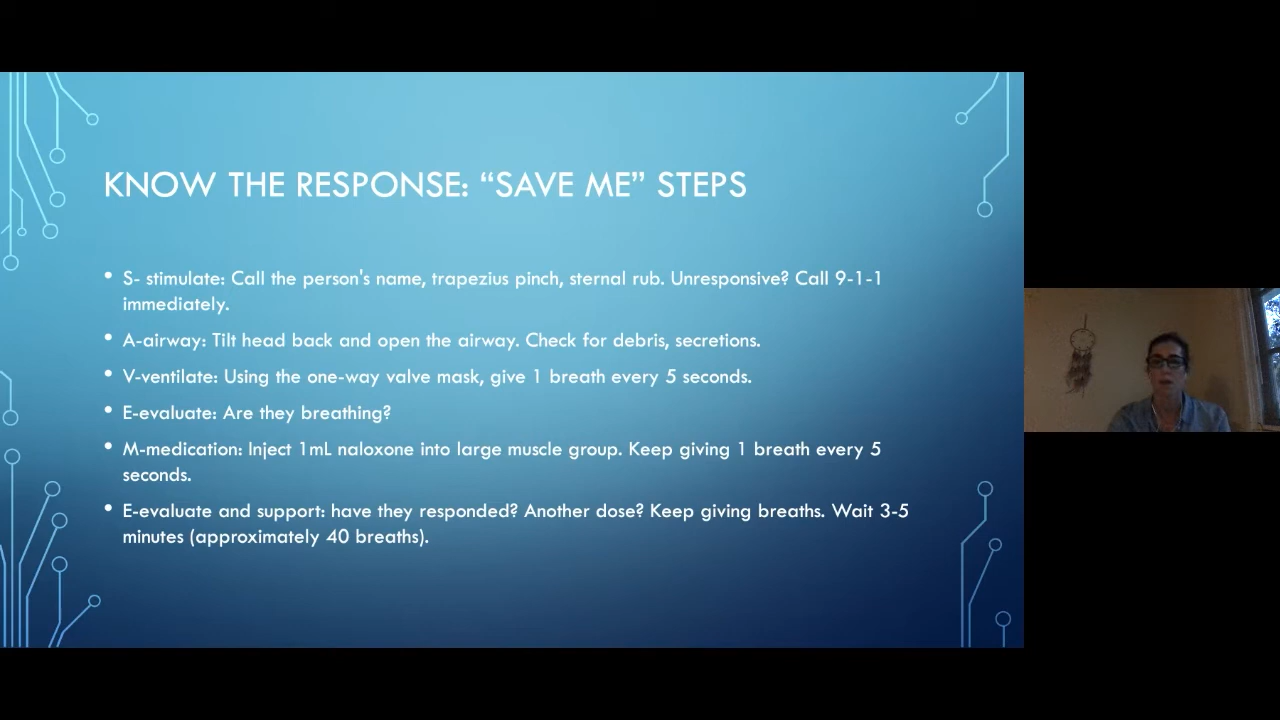 KNOW THE RESPONSE: “SAVE ME” STEPS
• S- stimulate: Call the person's name, trapezius pinch, sternal rub. Unresponsive? Call 9-1-1
immediately.
• A-airway: Tilt head back and open the airway. Check for debris, secretions.
• V-ventilate: Using the one-way valve mask, give 1 breath every 5 seconds.
• E-evaluate: Are they breathing?
• M-medication: Inject 1mL naloxone into large muscle group. Keep giving 1 breath every 5
seconds.
• E-evaluate and support: have they responded? Another dose? Keep giving breaths. Wait 3-5
minutes (approximately 40 breaths).